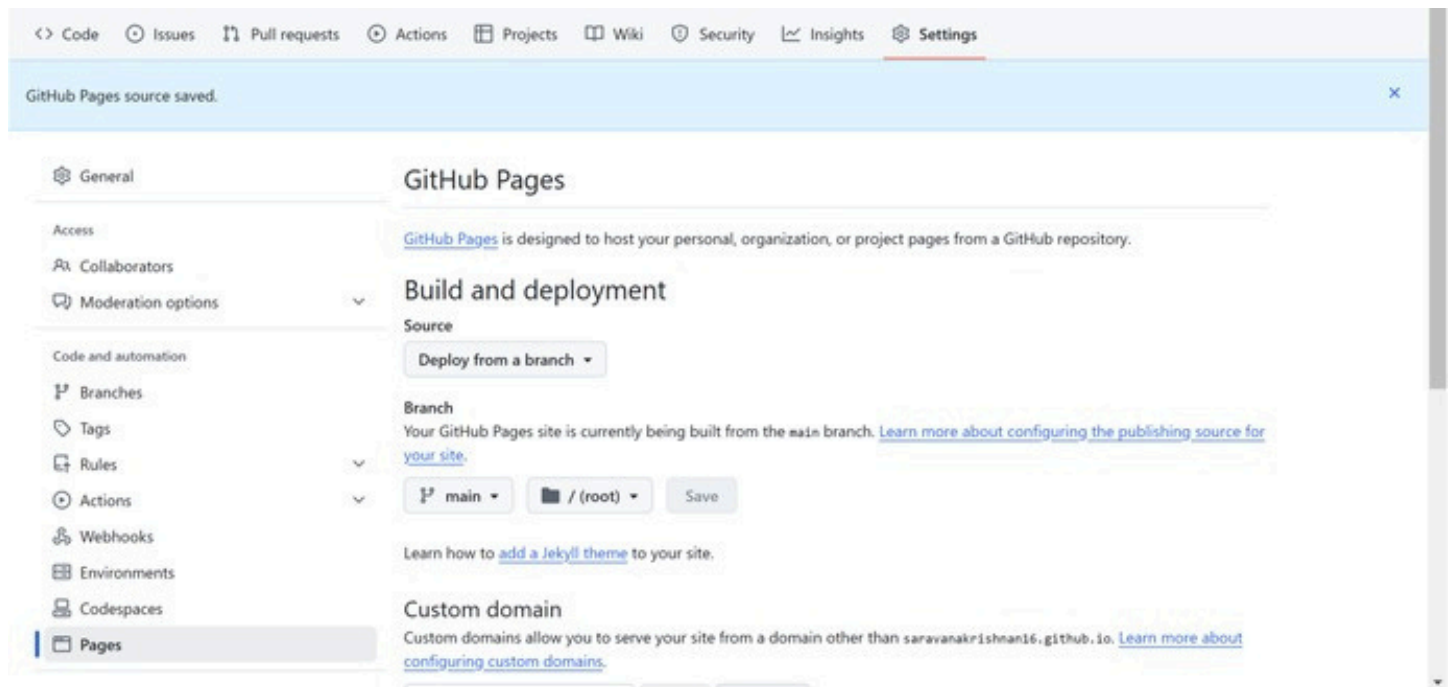 Code Issues Pull requests Actions Projects Wiki Security Insights Settings
GitHub Pages source saved.
General
Access
Collaborators
Moderation options
Code and automation
Branches
Tags
Rules
Actions
Webhooks
Environments
Codespaces
Pages
GitHub Pages
GitHub Pages is designed to host your personal, organization, or project pages from a GitHub repository.
Build and deployment
Source
Deploy from a branch
Branch
Your GitHub Pages site is currently being built from the main branch. Learn more about configuring the publishing source for
your site.
main / (root) Save
Learn how to add a Jekyll theme to your site.
Custom domain
Custom domains allow you to serve your site from a domain other than saravanakrishnan16.github.io. Learn more about
configuring custom domains.